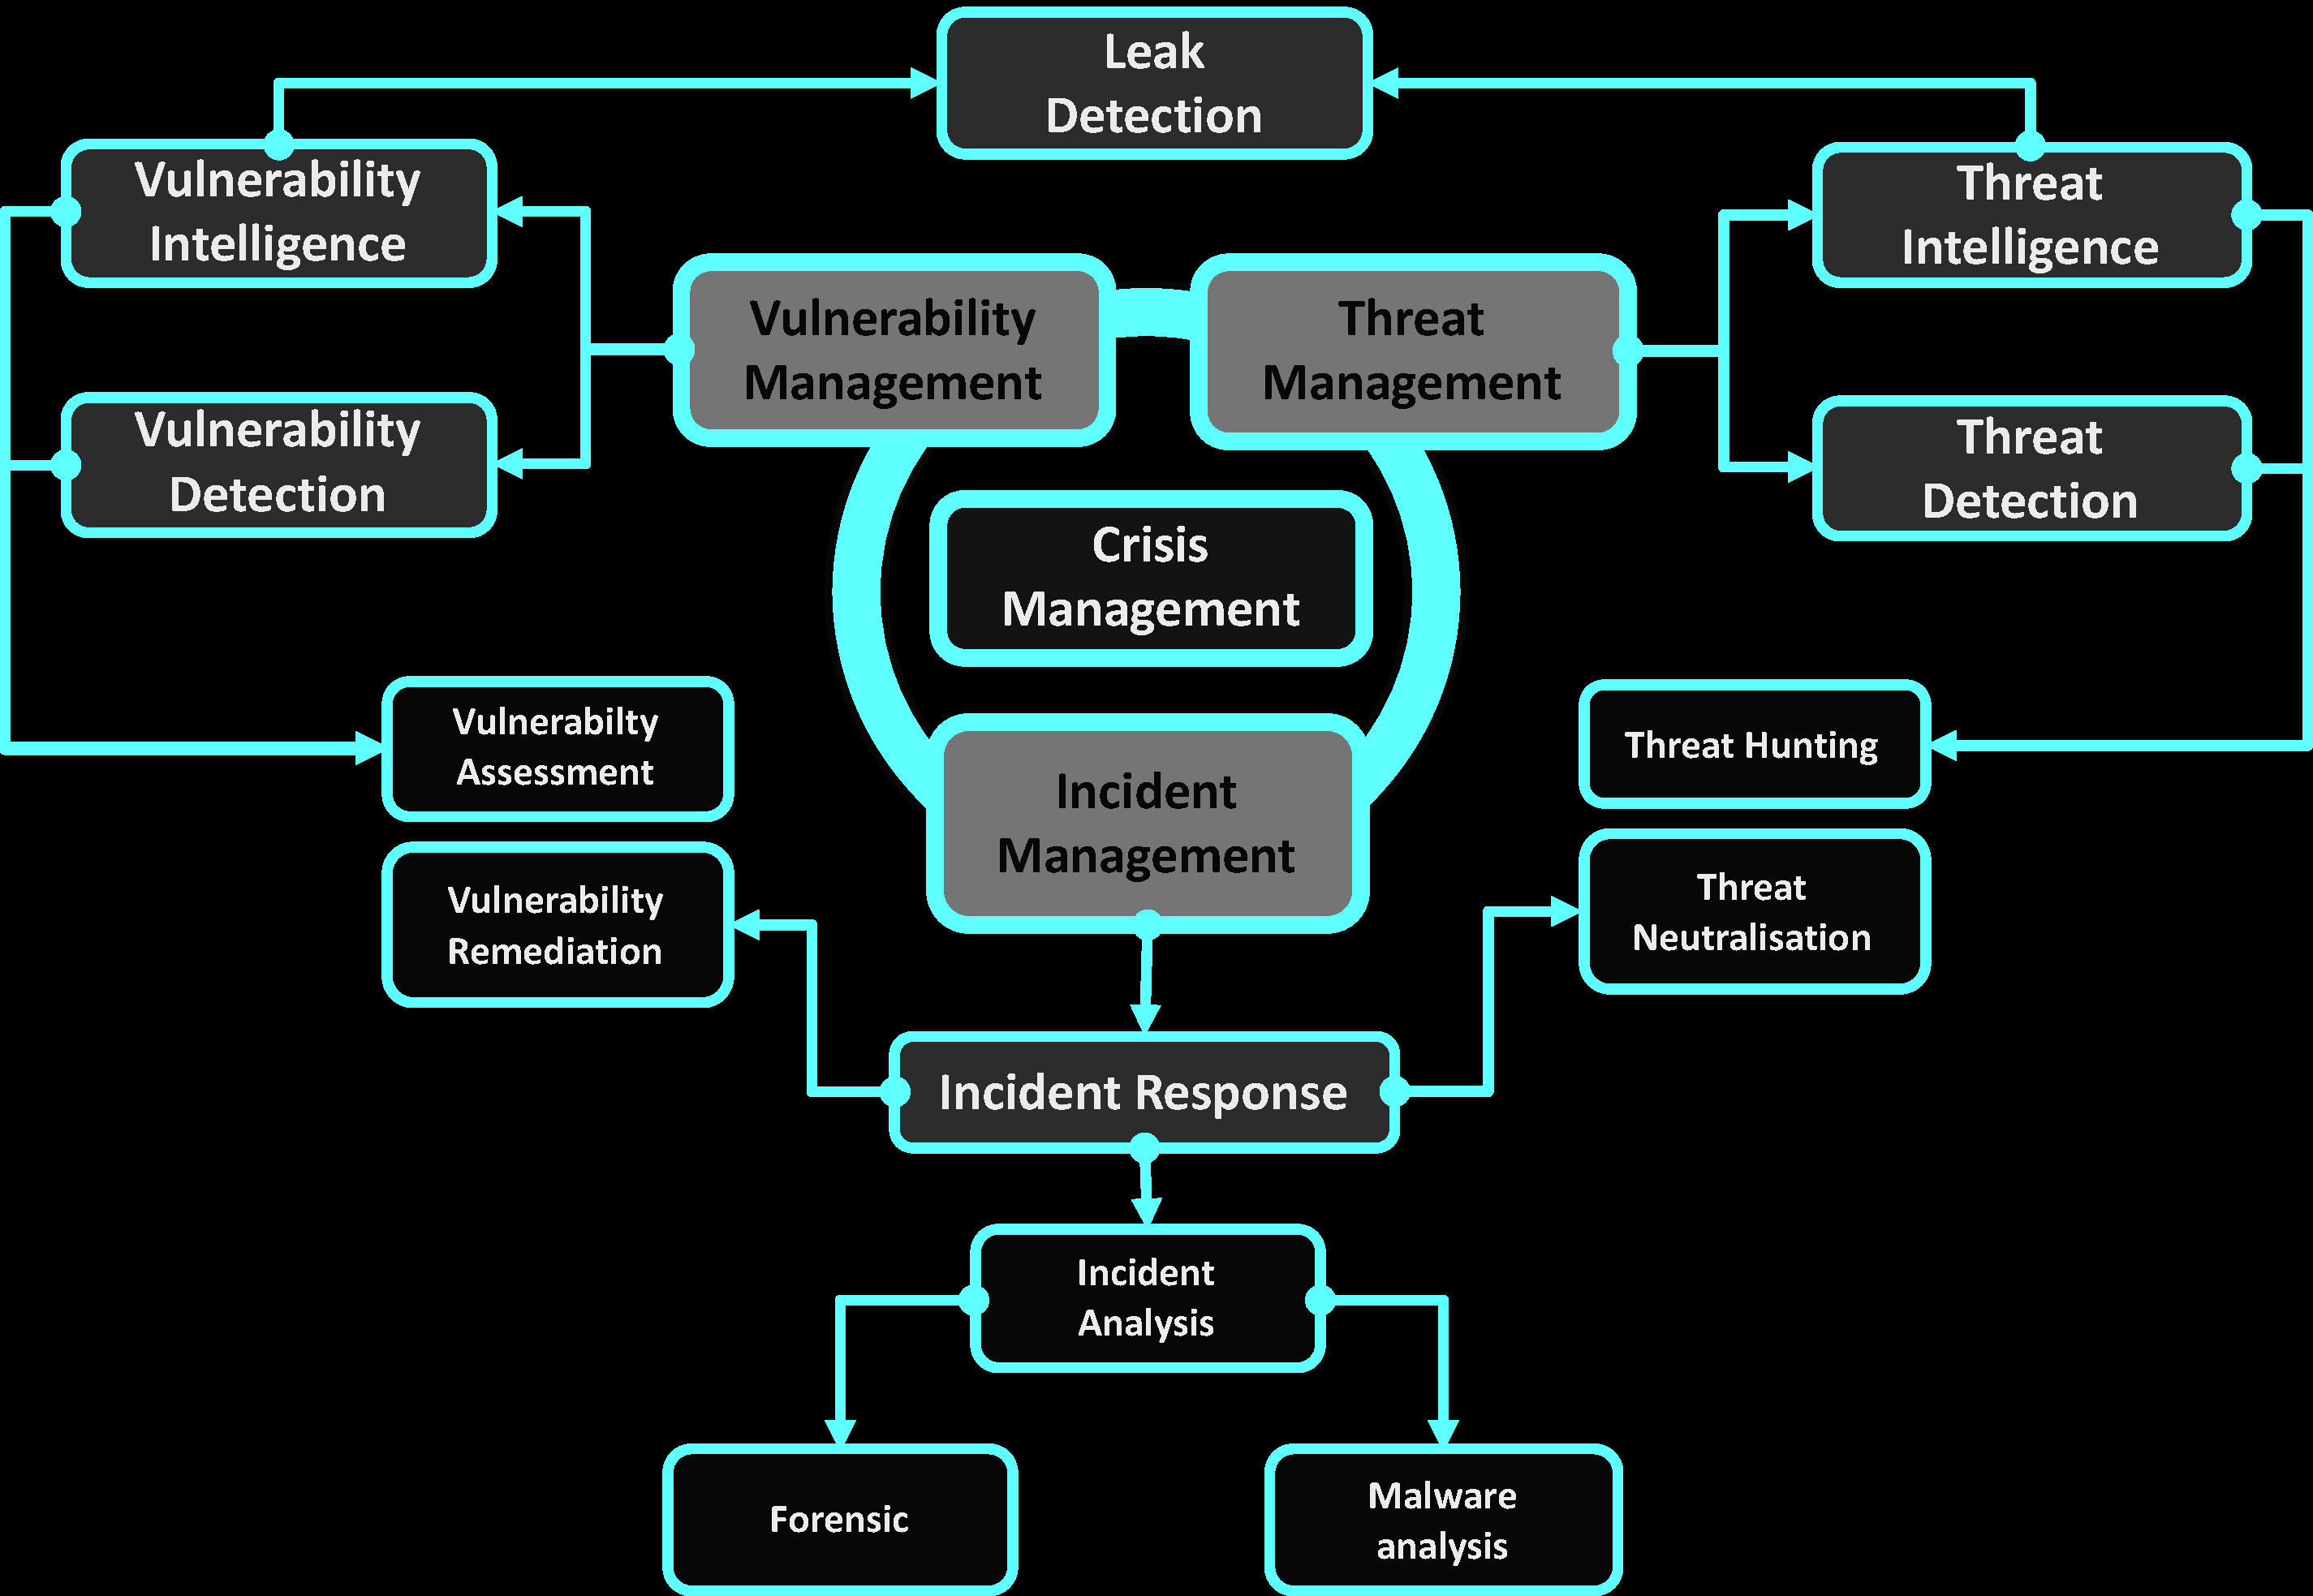 Leak
Detection
Vulnerability
Intelligence
Threat
Intelligence
Vulnerability
Management
Threat
Management
Vulnerability
Detection
Threat
Detection
Crisis
Management
Vulnerabilty
Assessment
Threat Hunting
Incident
Management
Vulnerability
Remediation
Threat
Neutralisation
Incident Response
Incident
Analysis
Forensic
Malware
analysis